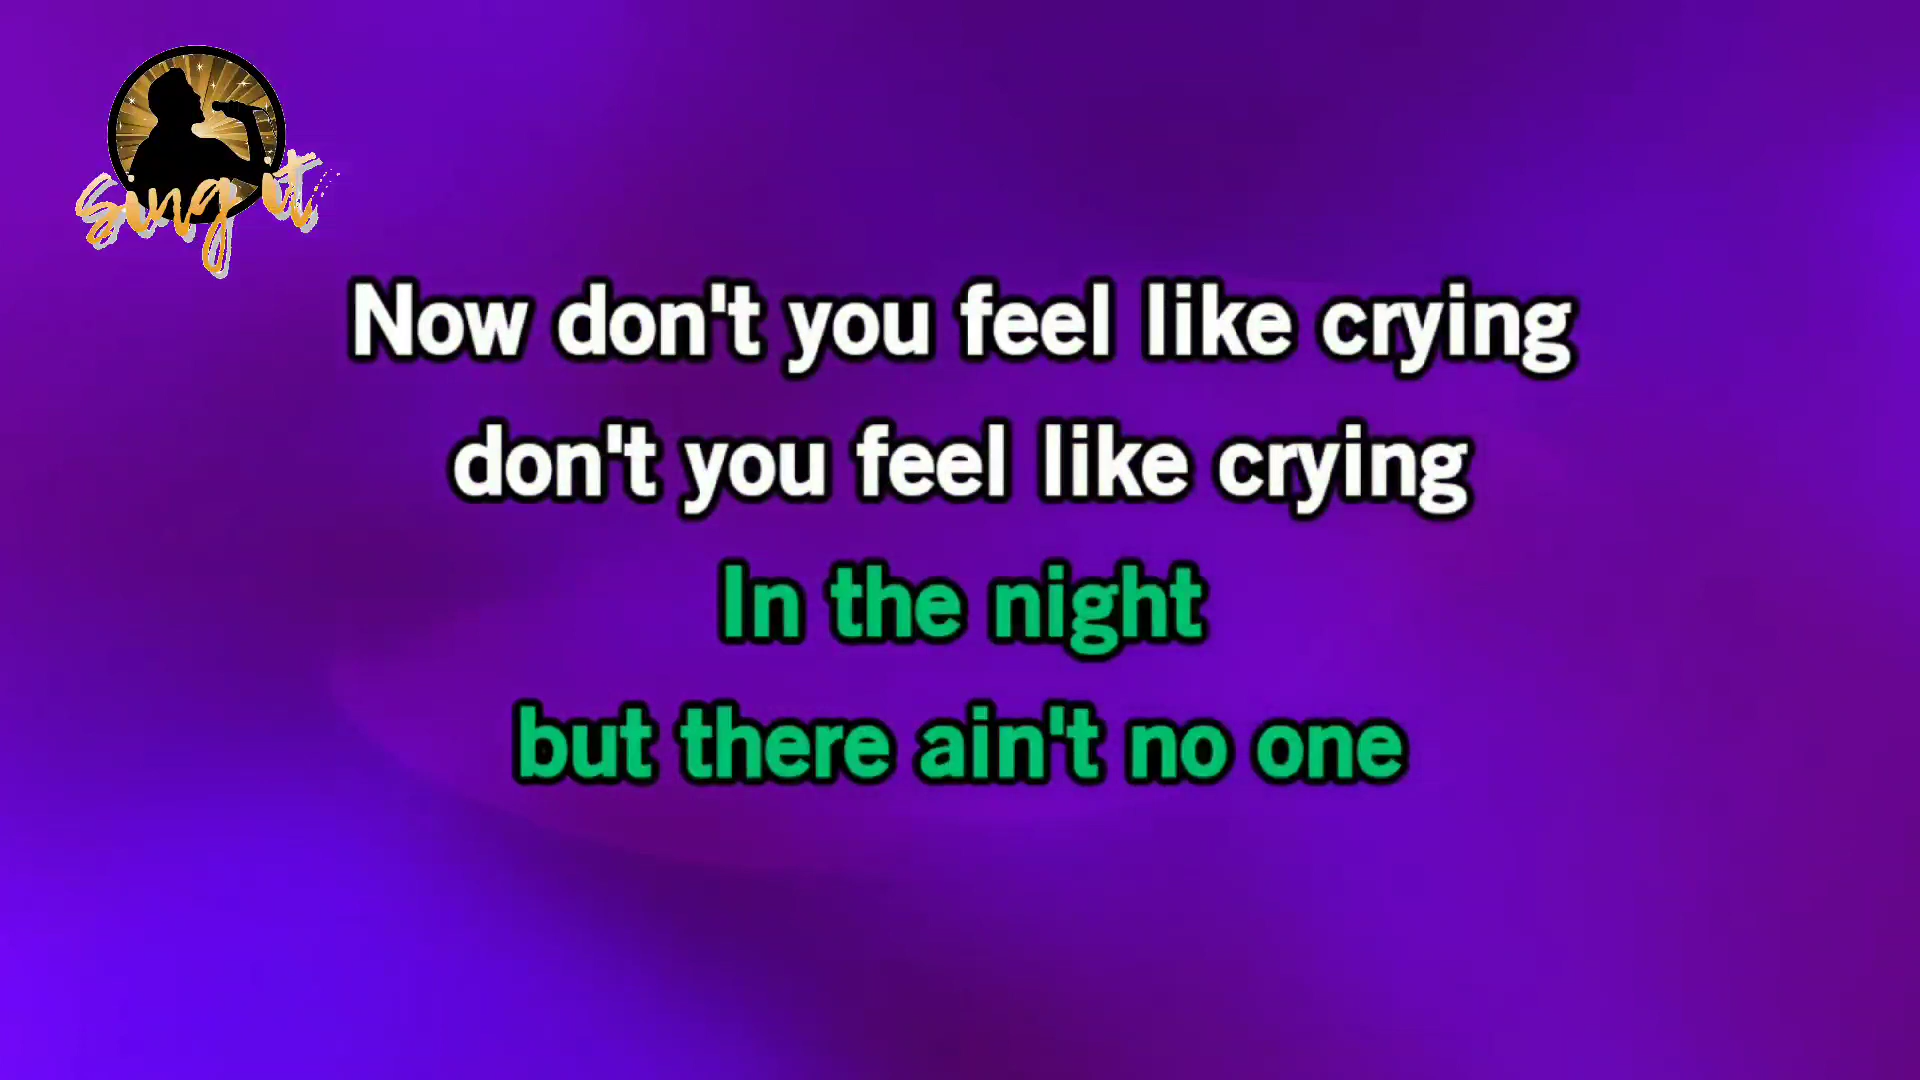 sing it
Now don't you feel like crying
don't you feel like crying
In the night
but there ain't no one